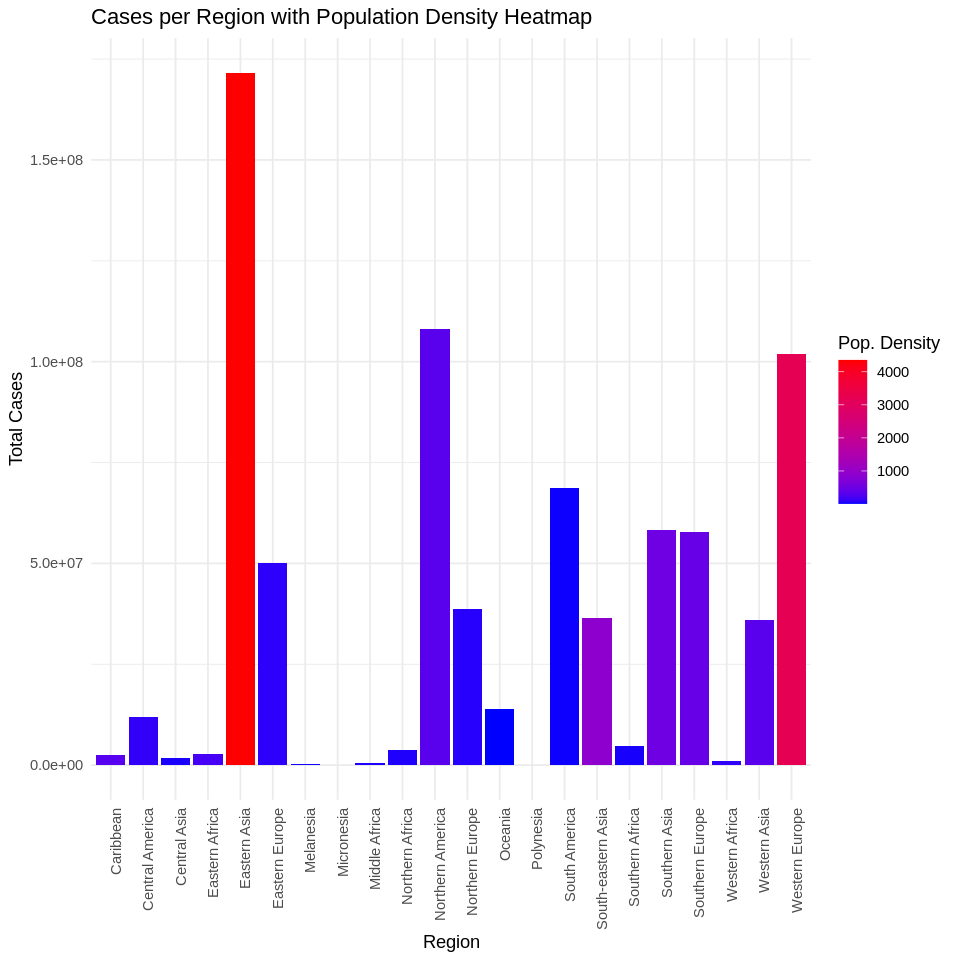 Cases per Region with Population Density Heatmap
Total Cases
1.5e+08
1.0e+08
5.0e+07
0.0e+00
Caribbean
Central America
Central Asia
Eastern Africa
Eastern Asia
Eastern Europe
Melanesia
Micronesia
Middle Africa
Northern Africa
Northern America
Northern Europe
Oceania
Polynesia
South America
South-eastern Asia
Southern Africa
Southern Asia
Southern Europe
Western Africa
Western Asia
Western Europe
Region
Pop. Density
4000
3000
2000
1000